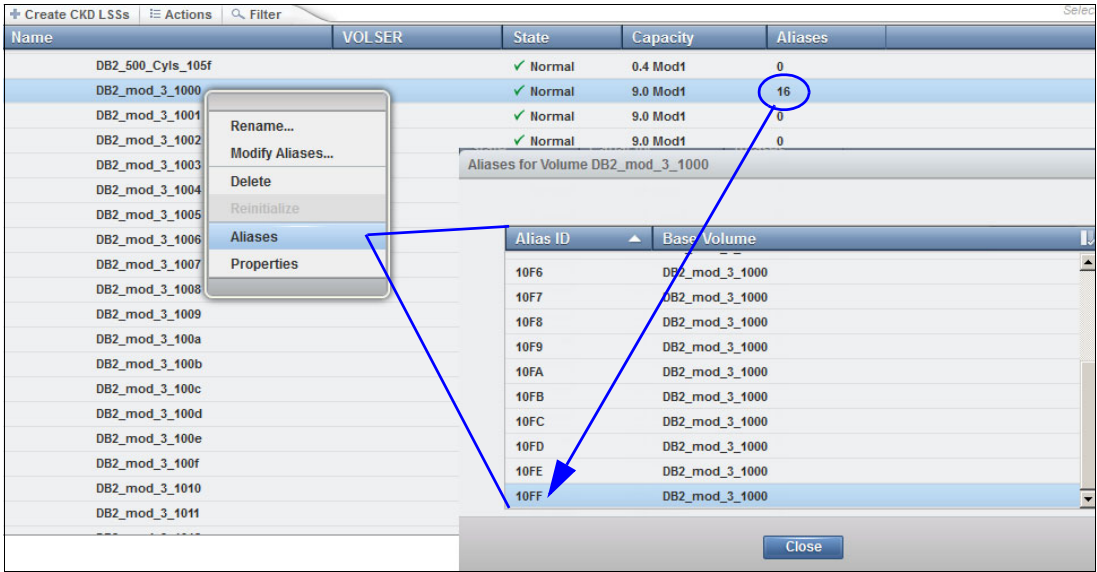 Create CKD LSSs Actions Filter Selec
Name VOLSER State Capacity Aliases
DB2_500_Cyls_105f Normal 0.4 Mod1 0
DB2_mod_3_1000 Normal 9.0 Mod1 16
DB2_mod_3_1001 Normal 9.0 Mod1 0
DB2_mod_3_1002 Normal 9.0 Mod1 0
DB2_mod_3_1003
DB2_mod_3_1004
DB2_mod_3_1005
DB2_mod_3_1006
DB2_mod_3_1007
DB2_mod_3_1008
DB2_mod_3_1009
DB2_mod_3_100a
DB2_mod_3_100b
DB2_mod_3_100c
DB2_mod_3_100d
DB2_mod_3_100e
DB2_mod_3_100f
DB2_mod_3_1010
DB2_mod_3_1011
Rename...
Modify Aliases...
Delete
Reinitialize
Aliases
Properties
Aliases for Volume DB2_mod_3_1000
Alias ID Base Volume
10F6 DB2_mod_3_1000
10F7 DB2_mod_3_1000
10F8 DB2_mod_3_1000
10F9 DB2_mod_3_1000
10FA DB2_mod_3_1000
10FB DB2_mod_3_1000
10FC DB2_mod_3_1000
10FD DB2_mod_3_1000
10FE DB2_mod_3_1000
10FF DB2_mod_3_1000
Close